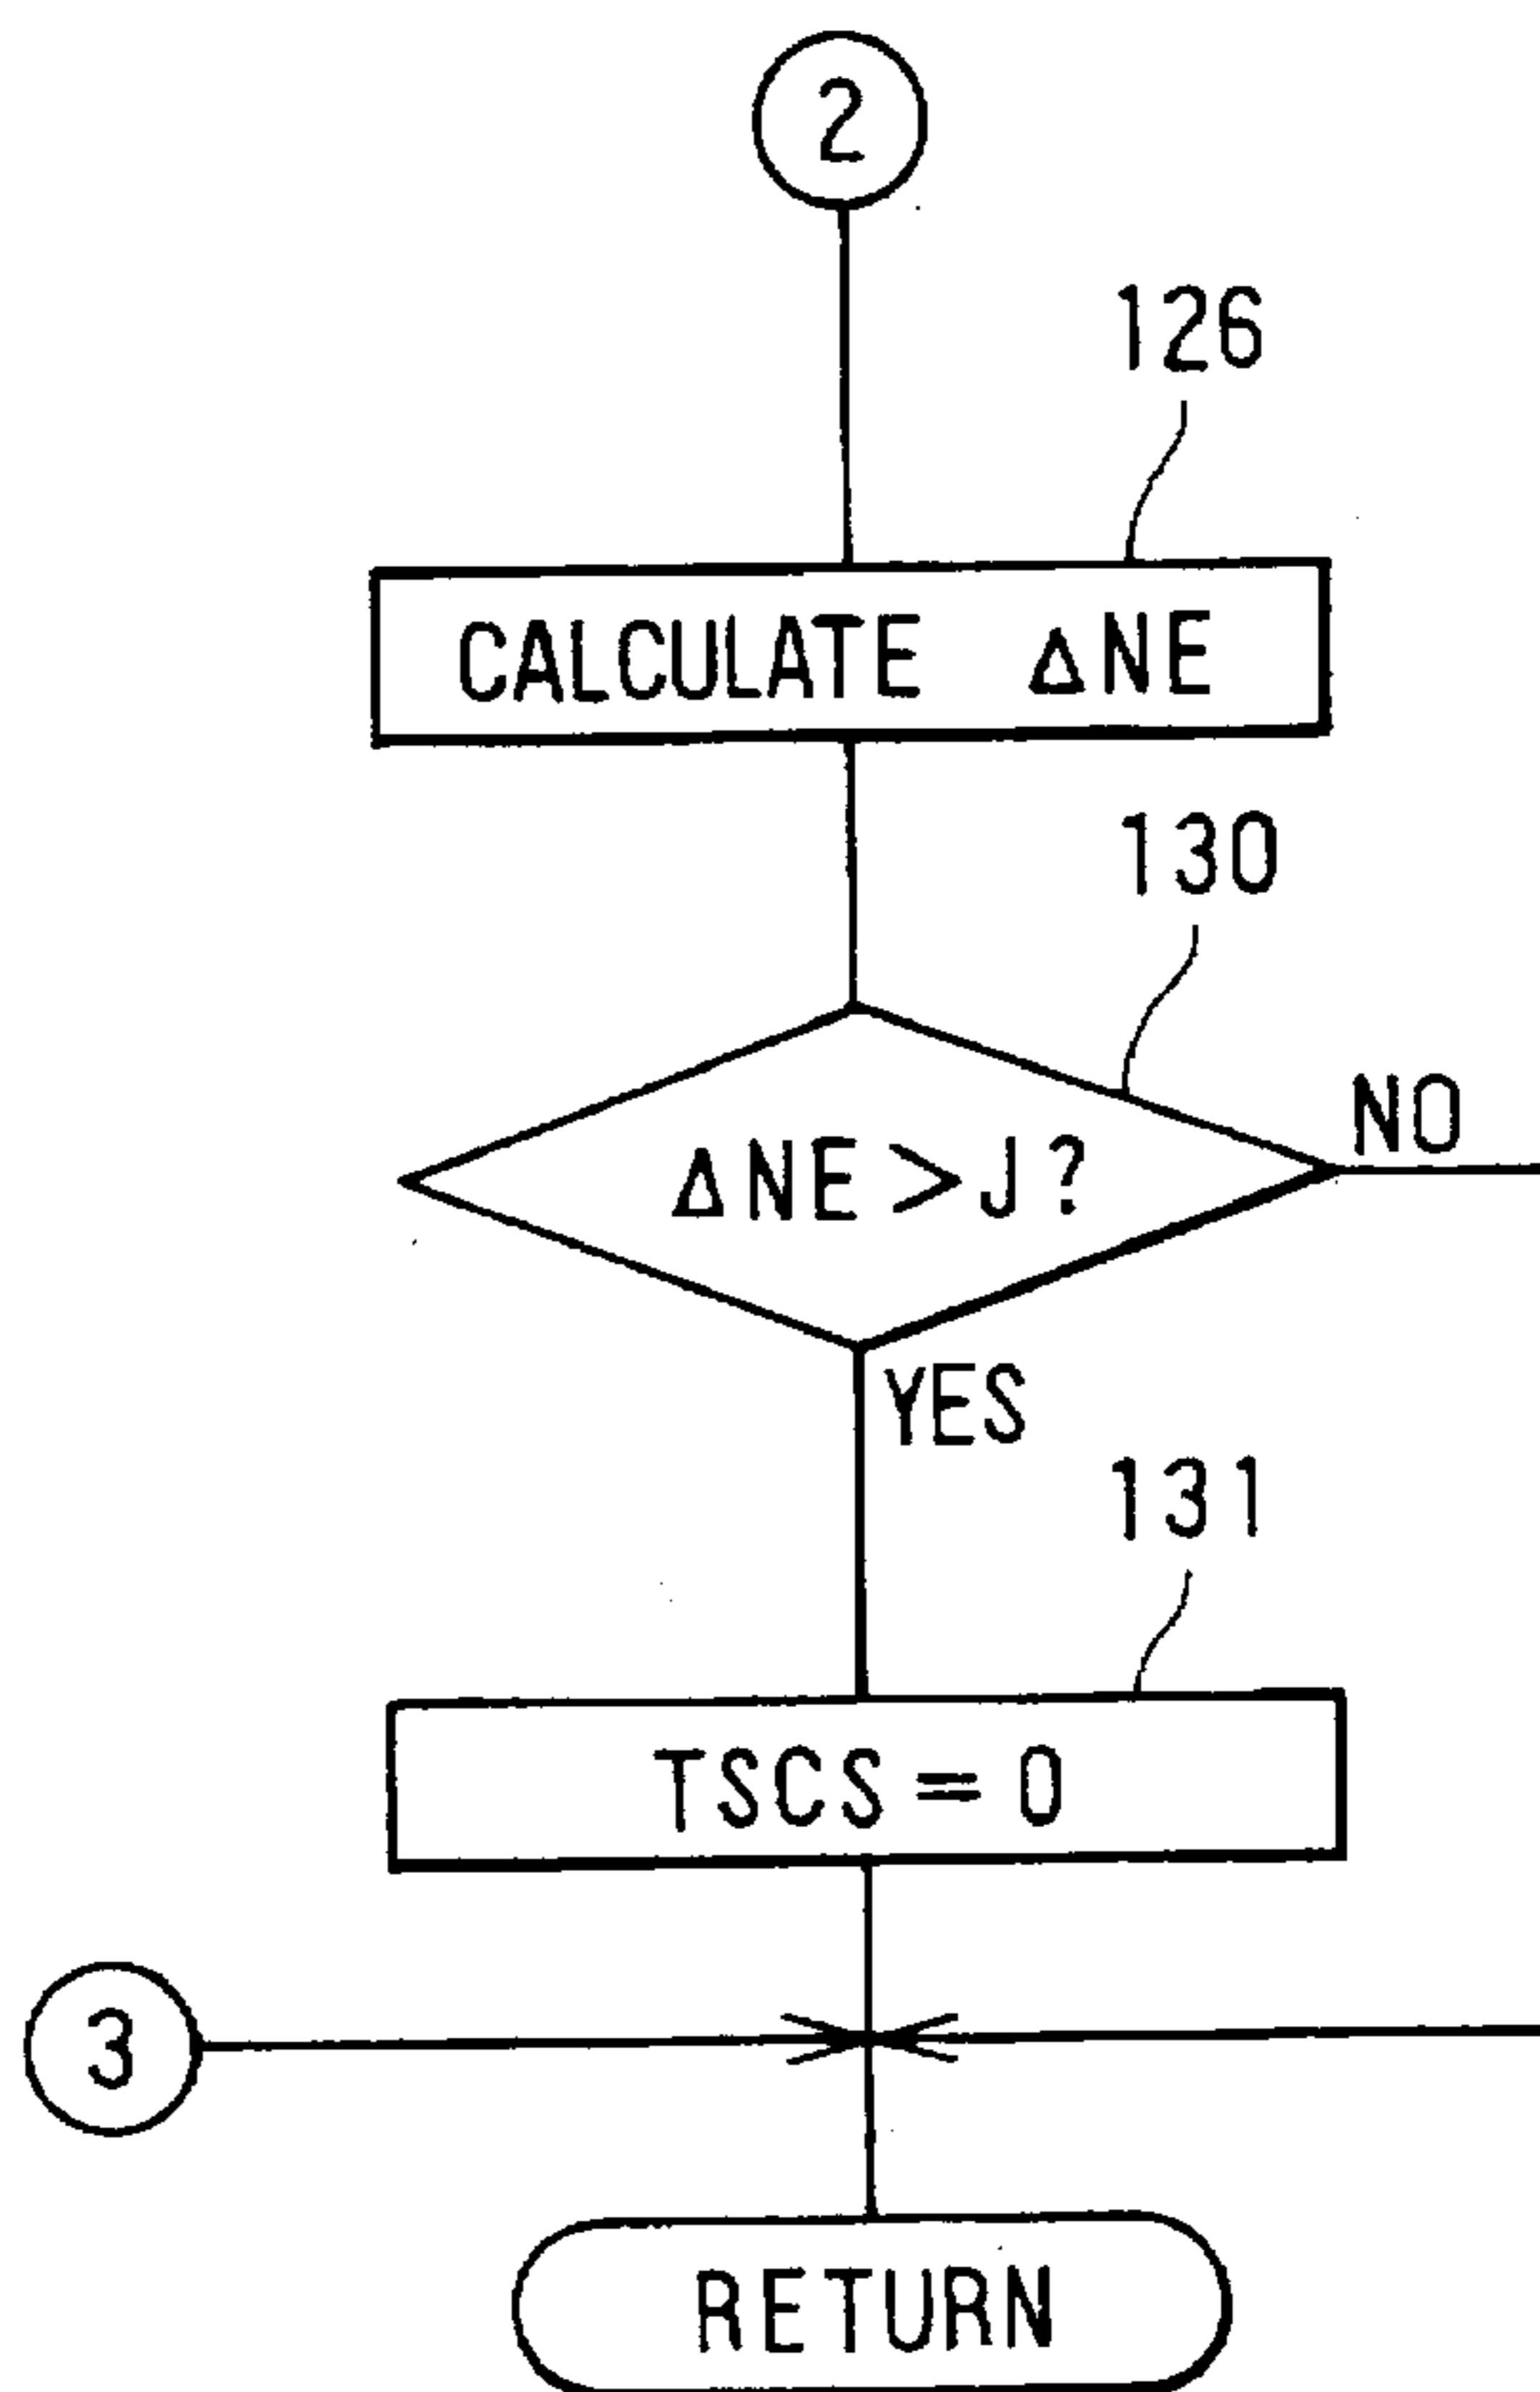 2
126
CALCULATE ΔNE
130
ΔNE>J?
NO
YES
131
TSCS=0
3
RETURN